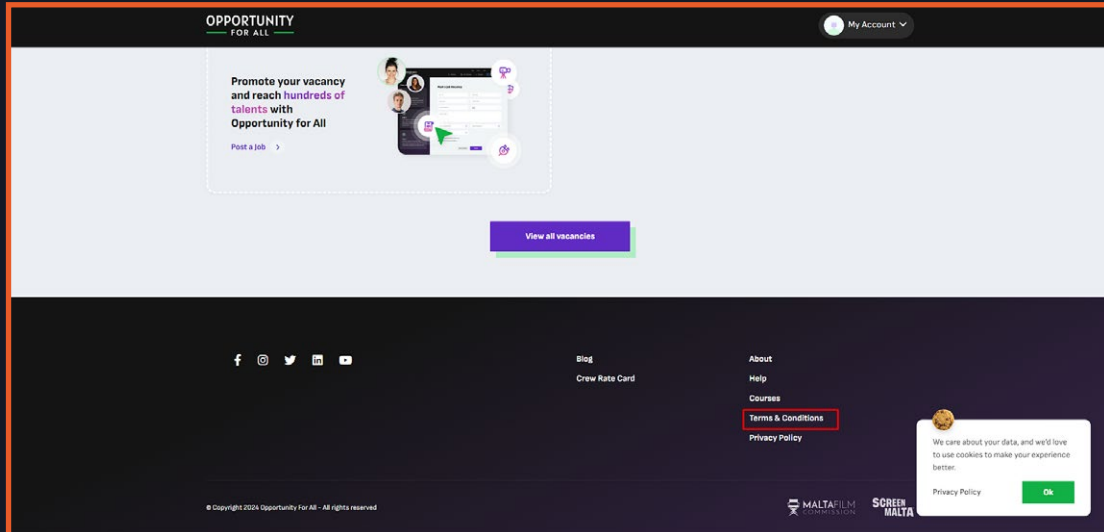 OPPORTUNITY
FOR ALL
My Account
Promote your vacancy
and reach hundreds of
talents with
Opportunity for All
Post a Job
View all vacancies
Blog
Crew Rate Card
About
Help
Courses
Terms & Conditions
Privacy Policy
We care about your data, and we'd love
to use cookies to make your experience
better.
Privacy Policy
Ok
© Copyright 2024 Opportunity For All - All rights reserved
MALTAFILM
COMMISSION
SCREEN
MALTA